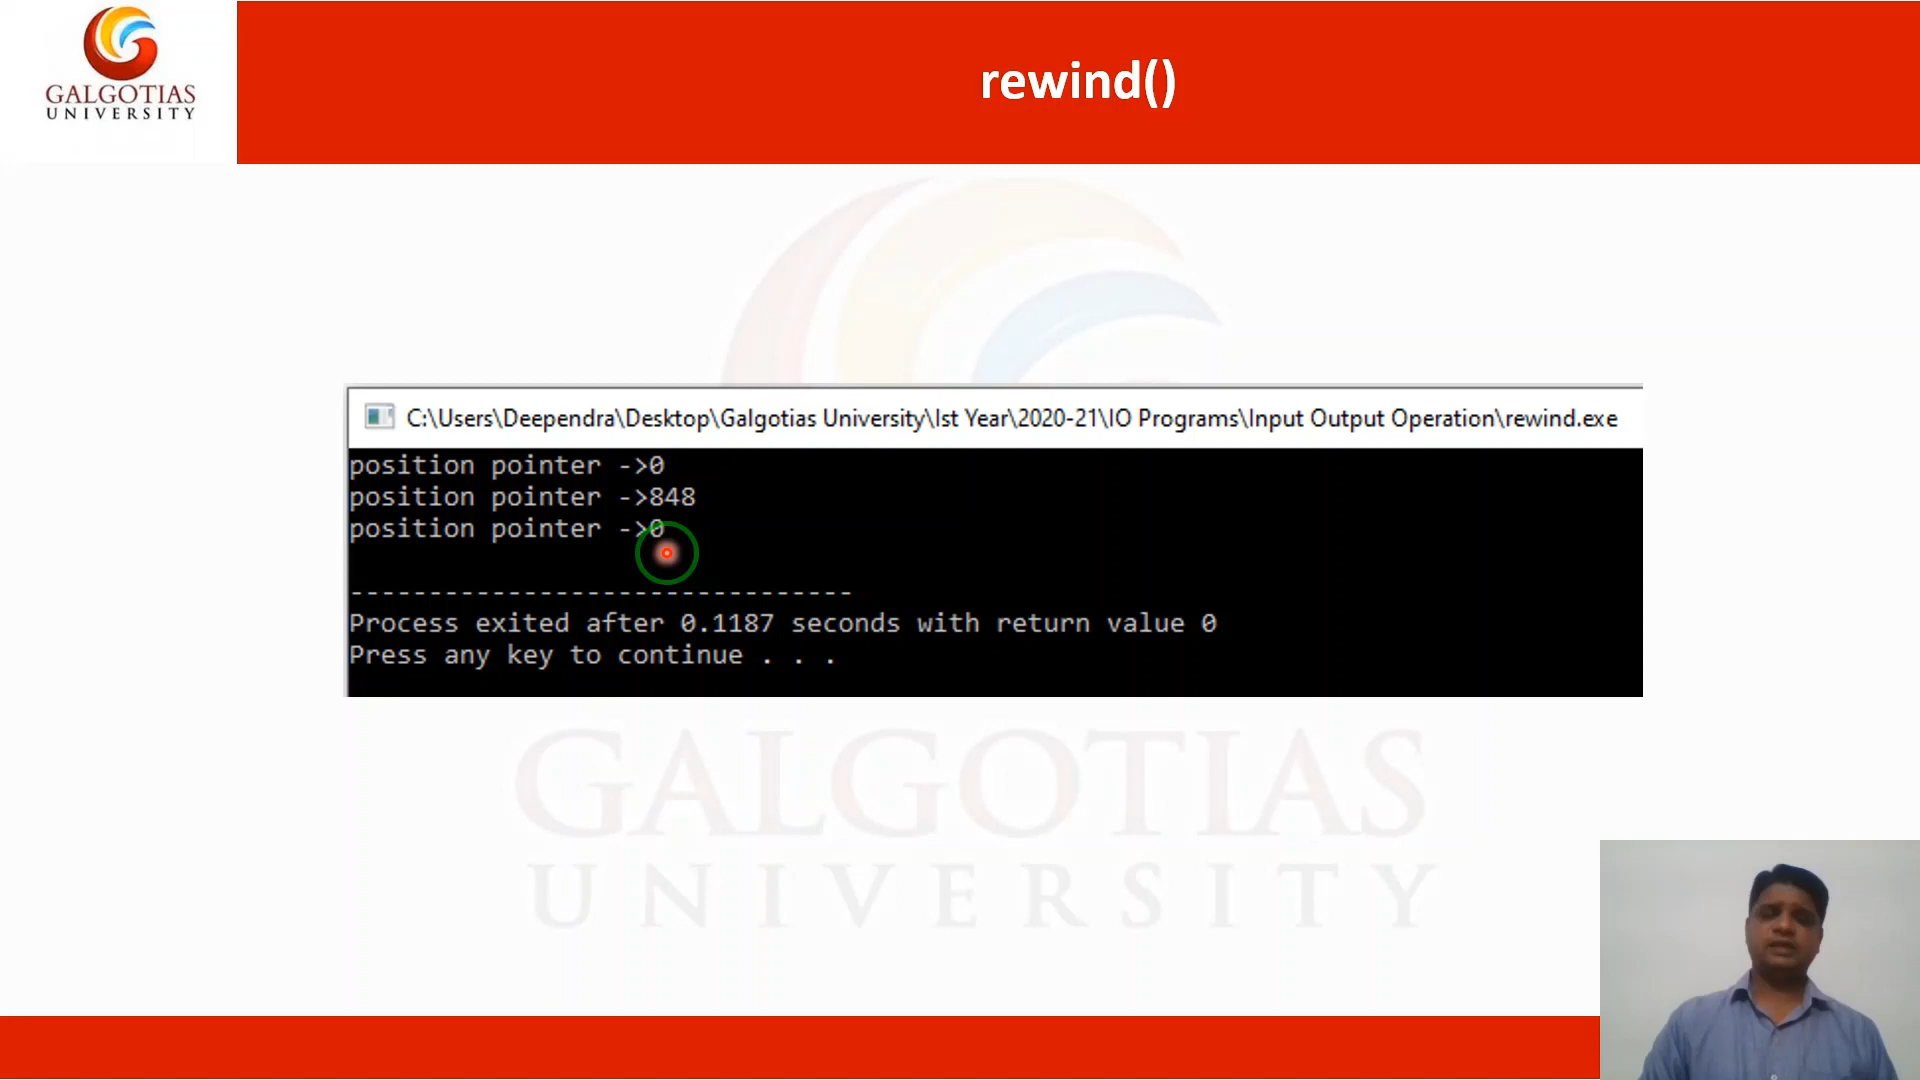 GALGOTIAS
UNIVERSITY
rewind()
C:\Users\Deependra\Desktop\Galgotias University\Ist Year\2020-21\IO Programs\Input Output Operation\rewind.exe
position pointer ->0
position pointer ->848
position pointer ->0
--------------------------------
Process exited after 0.1187 seconds with return value 0
Press any key to continue . . .
GALGOTIAS
UNIVERSITY